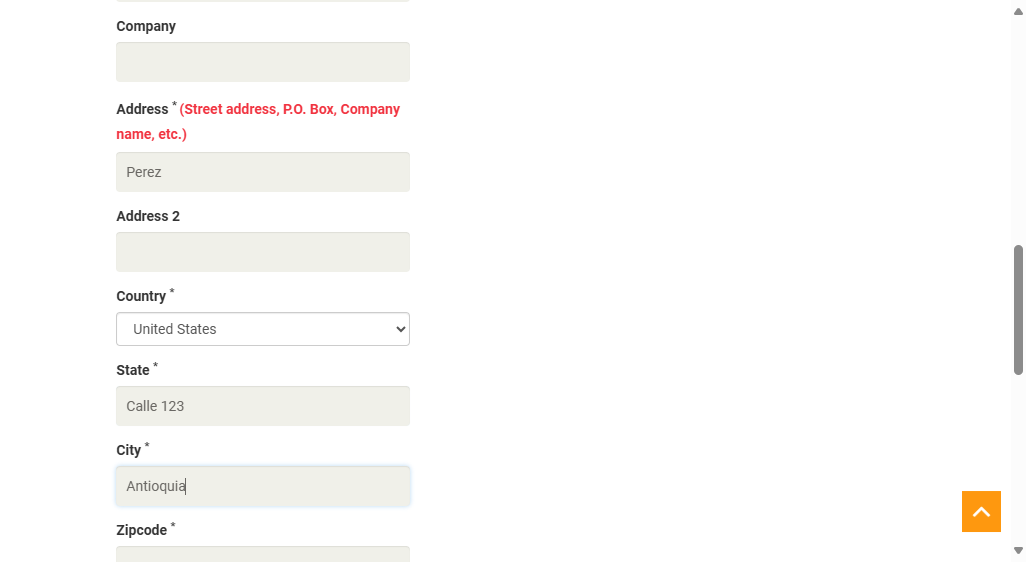 Company
Address * (Street address, P.O. Box, Company
name, etc.)
Perez
Address 2
Country *
United States
State *
Calle 123
City *
Antioquia
Zipcode *